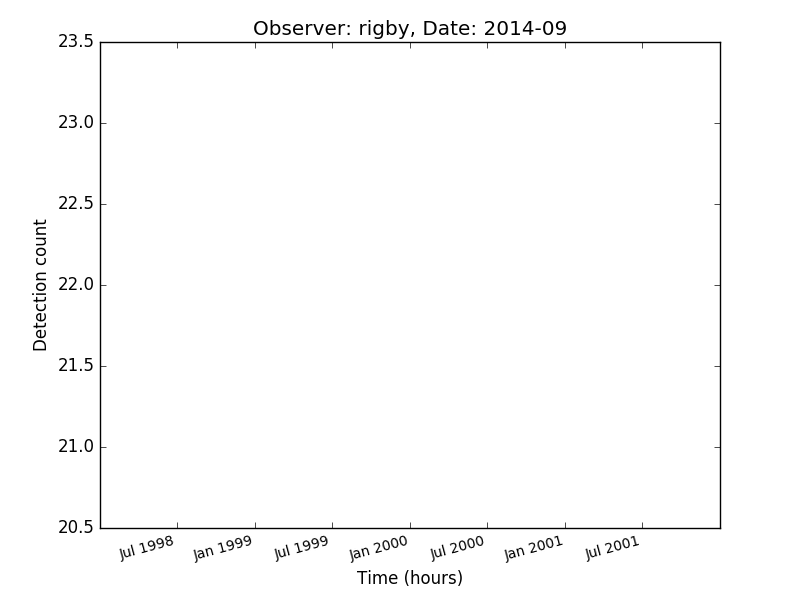 Observer: rigby, Date: 2014-09
23.5
23.0
22.5
22.0
21.5
21.0
20.5
Detection count
Jul 1998 Jan 1999 Jul 1999 Jan 2000 Jul 2000 Jan 2001 Jul 2001
Time (hours)